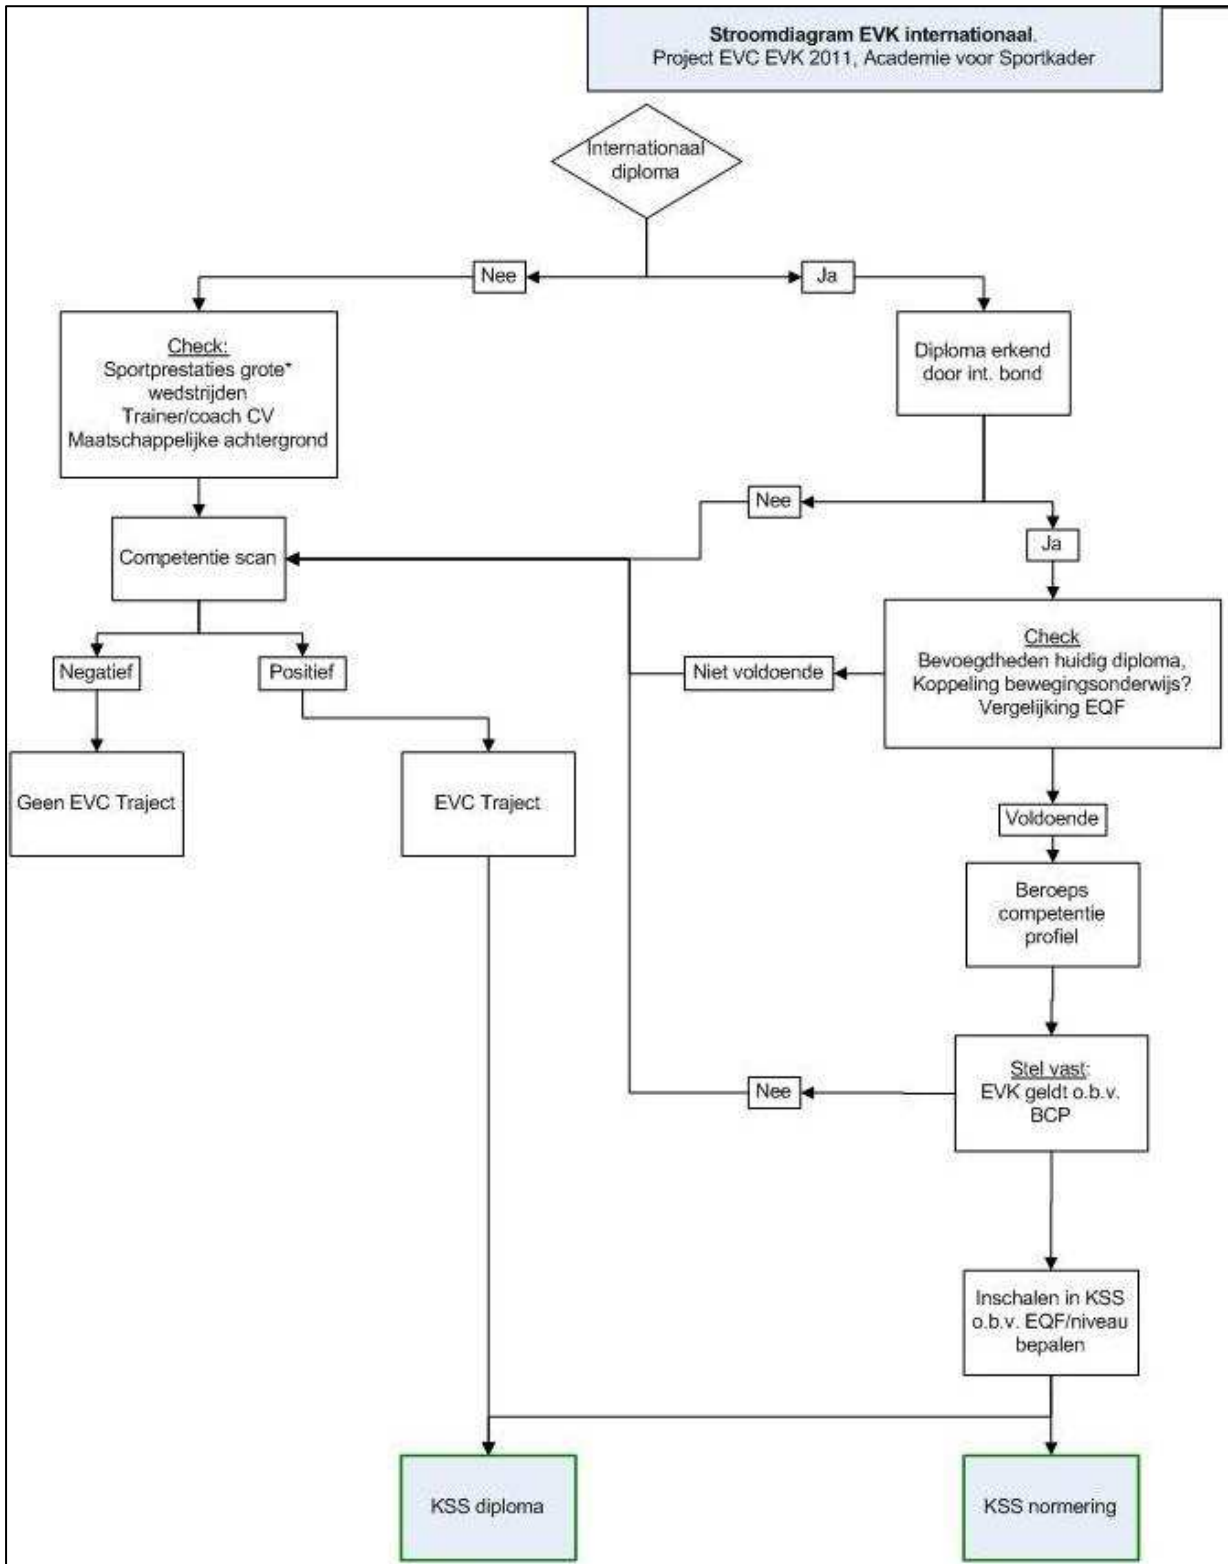 Stroomdiagram EVK internationaal.
Project EVC EVK 2011, Academie voor Sportkader
Internationaal
diploma
Nee
Ja
Check:
Sportprestaties grote*
wedstrijden
Trainer/coach CV
Maatschappelijke achtergrond
Diploma erkend
door int. bond
Nee
Ja
Competentie scan
Check
Bevoegdheden huidig diploma,
Koppeling bewegingsonderwijs?
Vergelijking EQF
Negatief
Positief
Niet voldoende
Geen EVC Traject
EVC Traject
Voldoende
Beroeps
competentie
profiel
Stel vast:
EVK geldt o.b.v.
BCP
Nee
Inschalen in KSS
o.b.v. EQF/niveau
bepalen
KSS diploma
KSS normering